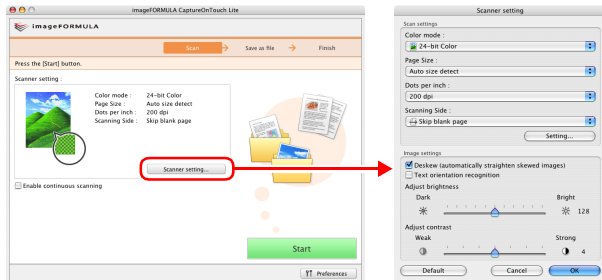 imageFORMULA CaptureOnTouch Lite
imageFORMULA
Scan
Save as file
Finish
Press the [Start] button.
Scanner setting :
Color mode : 24-bit Color
Page Size : Auto size detect
Dots per inch : 200 dpi
Scanning Side : Skip blank page
Scanner setting...
Enable continuous scanning
Start
Preferences
Scanner setting
Scan settings
Color mode :
24-bit Color
Page Size :
Auto size detect
Dots per inch :
200 dpi
Scanning Side :
Skip blank page
Setting...
Image settings
Deskew (automatically straighten skewed images)
Text orientation recognition
Adjust brightness
Dark Bright
128
Adjust contrast
Weak Strong
4
Default Cancel OK